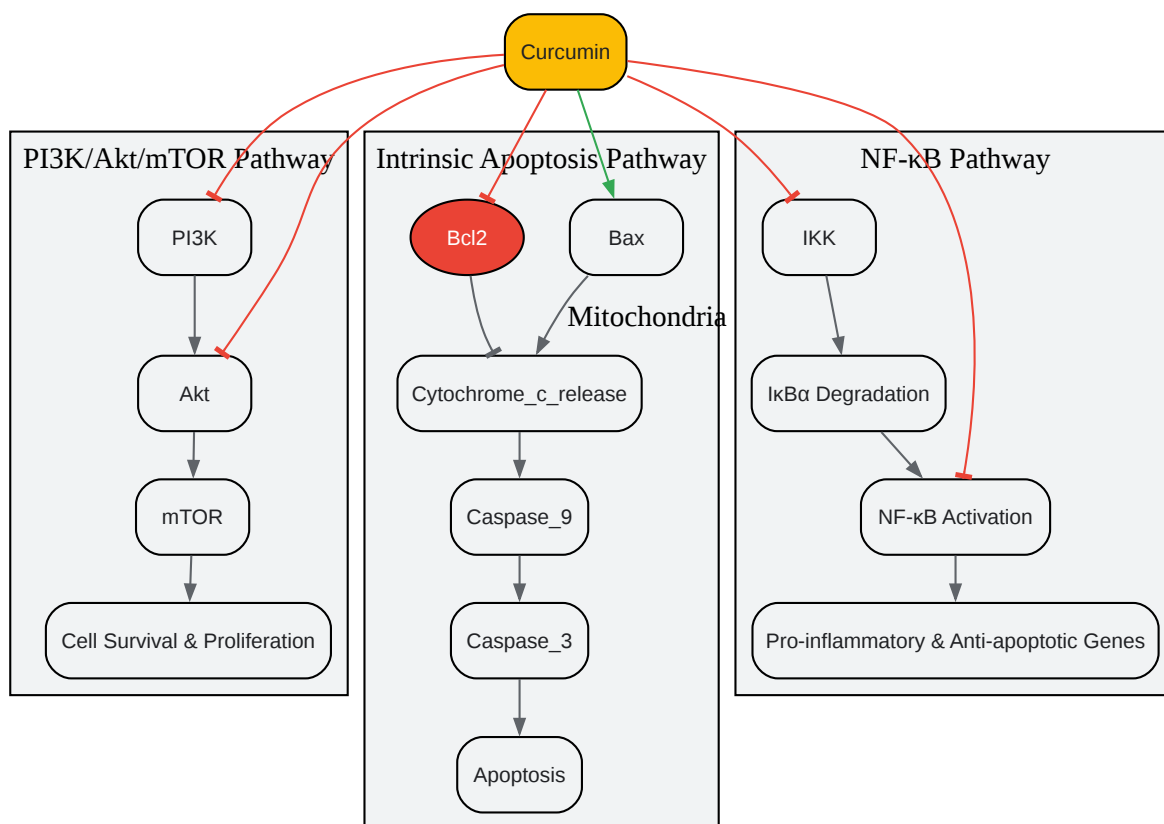 Curcumin
PI3K/Akt/mTOR Pathway
PI3K
Akt
mTOR
Cell Survival & Proliferation
Intrinsic Apoptosis Pathway
Bcl2
Bax
Mitochondria
Cytochrome_c_release
Caspase_9
Caspase_3
Apoptosis
NF-κB Pathway
IKK
IκBα Degradation
NF-κB Activation
Pro-inflammatory & Anti-apoptotic Genes